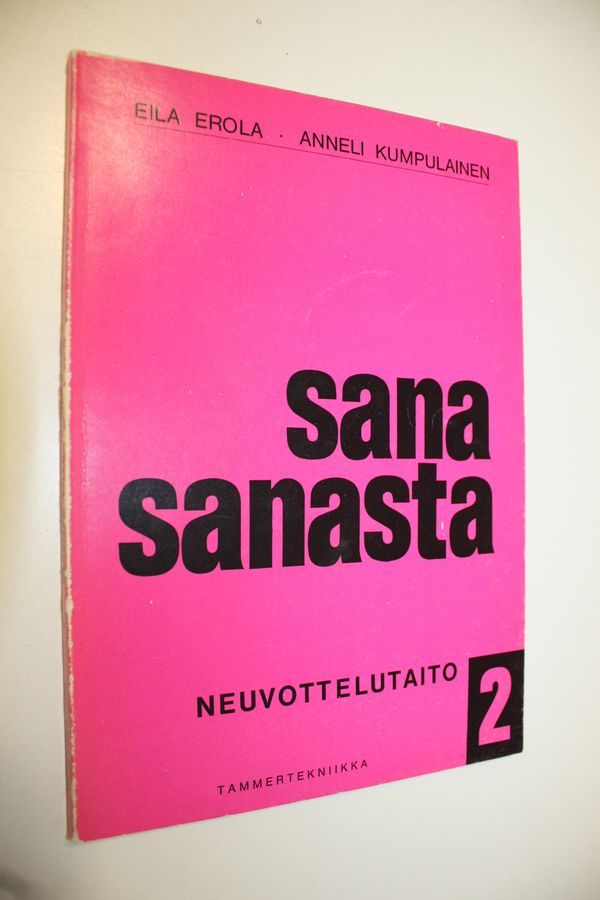 EILA EROLA · ANNELI KUMPULAINEN
sana
sanasta
NEUVOTTELUTAITO 2
TAMMERTEKNIIKKA